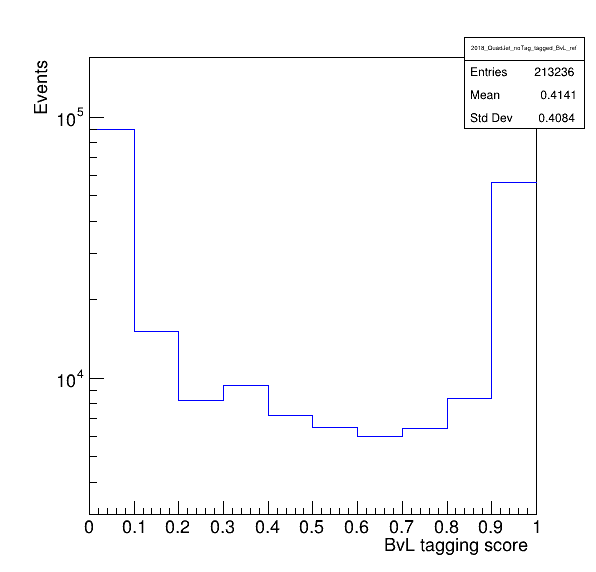 2018_QuadJet_noTag_tagged_BvL_ref
Entries 213236
Mean 0.4141
Std Dev 0.4084
Events
10^5
10^4
0 0.1 0.2 0.3 0.4 0.5 0.6 0.7 0.8 0.9 1
BvL tagging score